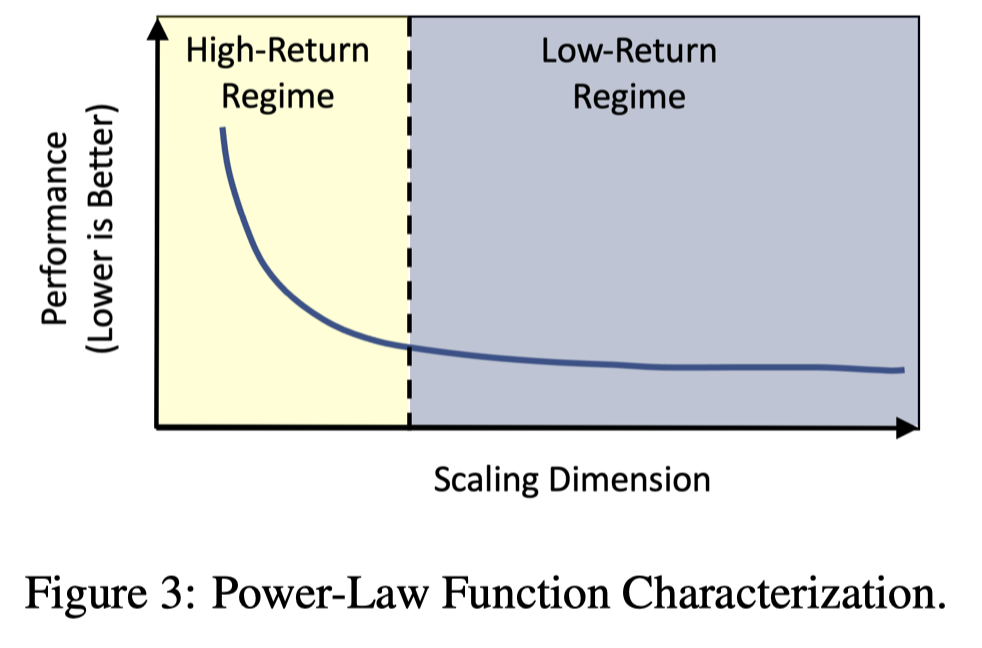 High-Return
Regime
Low-Return
Regime
Performance
(Lower is Better)
Scaling Dimension
Figure 3: Power-Law Function Characterization.